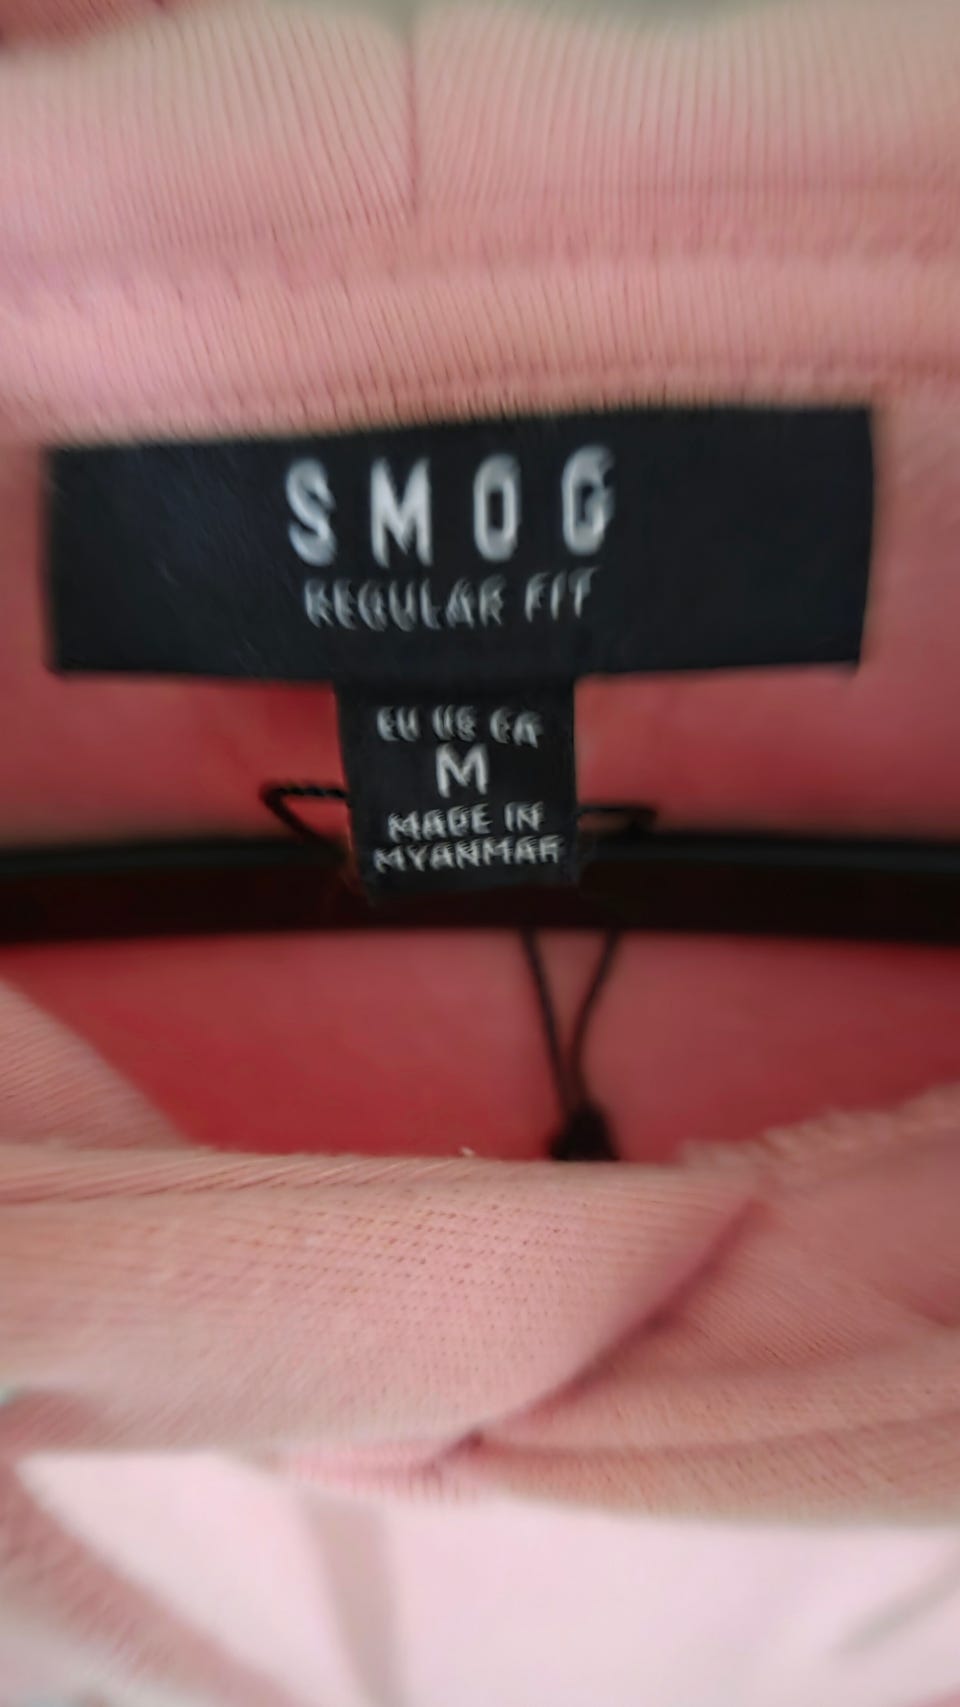 SMOG
REGULAR FIT
EU US CA
M
MADE IN
MYANMAR